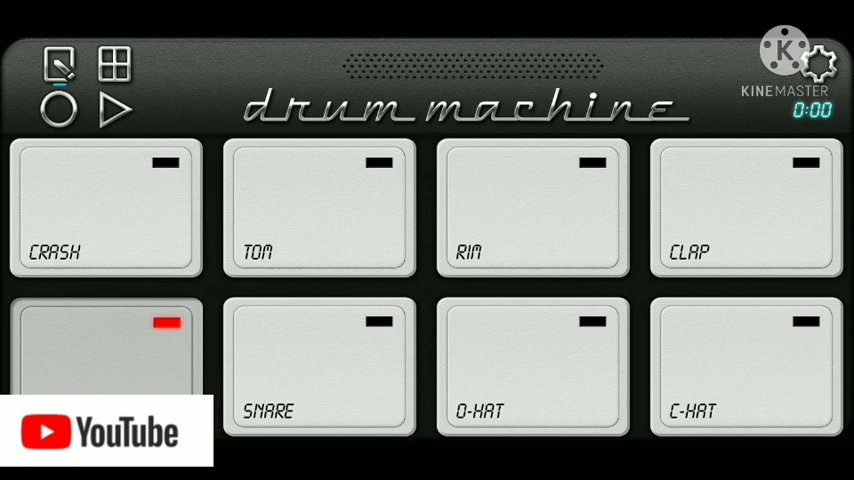 K
KINEMASTER
drum machine
0:00
CRASH
TOM
RIM
CLAP
SNARE
O-HAT
C-HAT
YouTube